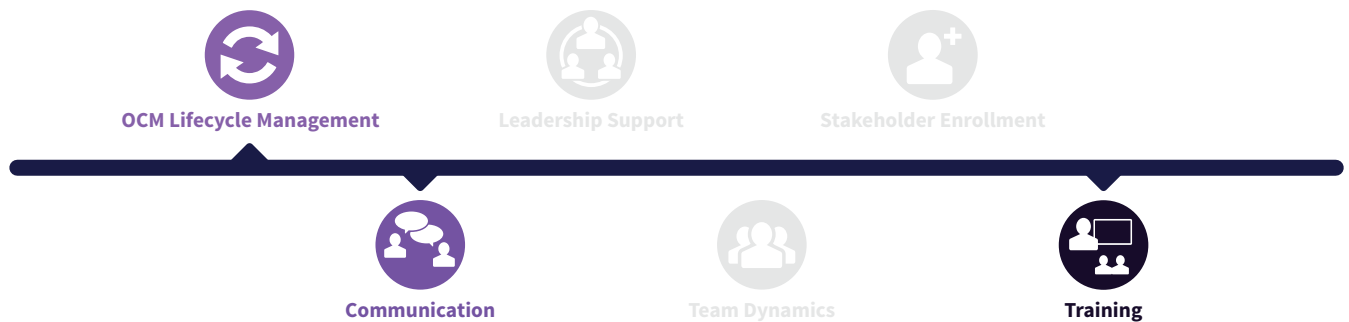 OCM Lifecycle Management
Leadership Support
Stakeholder Enrollment
Communication
Team Dynamics
Training